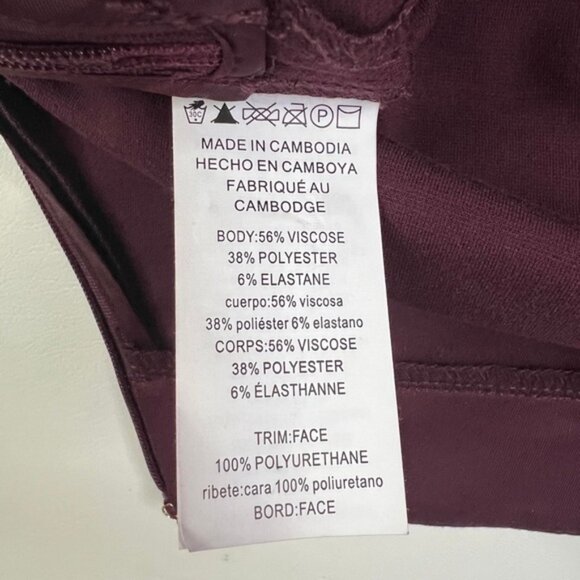 30C
P
MADE IN CAMBODIA
HECHO EN CAMBOYA
FABRIQUÉ AU
CAMBODGE
BODY:56% VISCOSE
38% POLYESTER
6% ELASTANE
cuerpo:56% viscosa
38% poliéster 6% elastano
CORPS:56% VISCOSE
38% POLYESTER
6% ÉLASTHANNE
TRIM:FACE
100% POLYURETHANE
ribete:cara 100% poliuretano
BORD:FACE